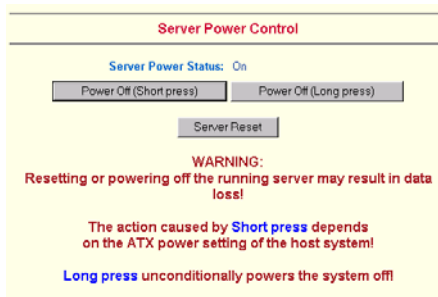 Server Power Control
Server Power Status: On
Power Off (Short press) Power Off (Long press)
Server Reset
WARNING:
Resetting or powering off the running server may result in data
loss!
The action caused by Short press depends
on the ATX power setting of the host system!
Long press unconditionally powers the system off!